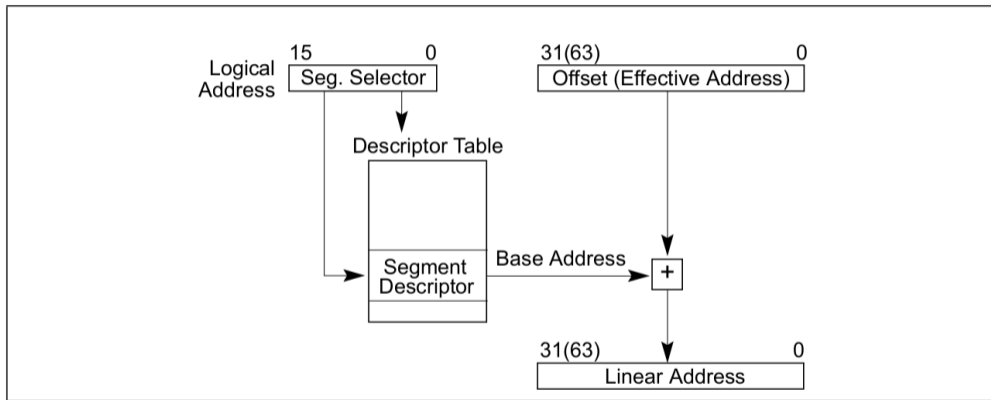 15 0
31(63) 0
Logical
Address
Seg. Selector
Offset (Effective Address)
Descriptor Table
Base Address
Segment
Descriptor
+
31(63) 0
Linear Address